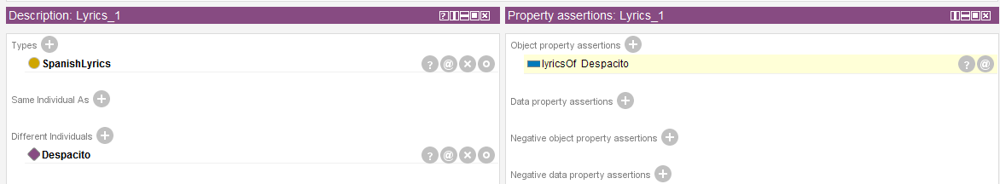 Description: Lyrics_1
Types
SpanishLyrics
Same Individual As
Different Individuals
Despacito
Property assertions: Lyrics_1
Object property assertions
lyricsOf Despacito
Data property assertions
Negative object property assertions
Negative data property assertions